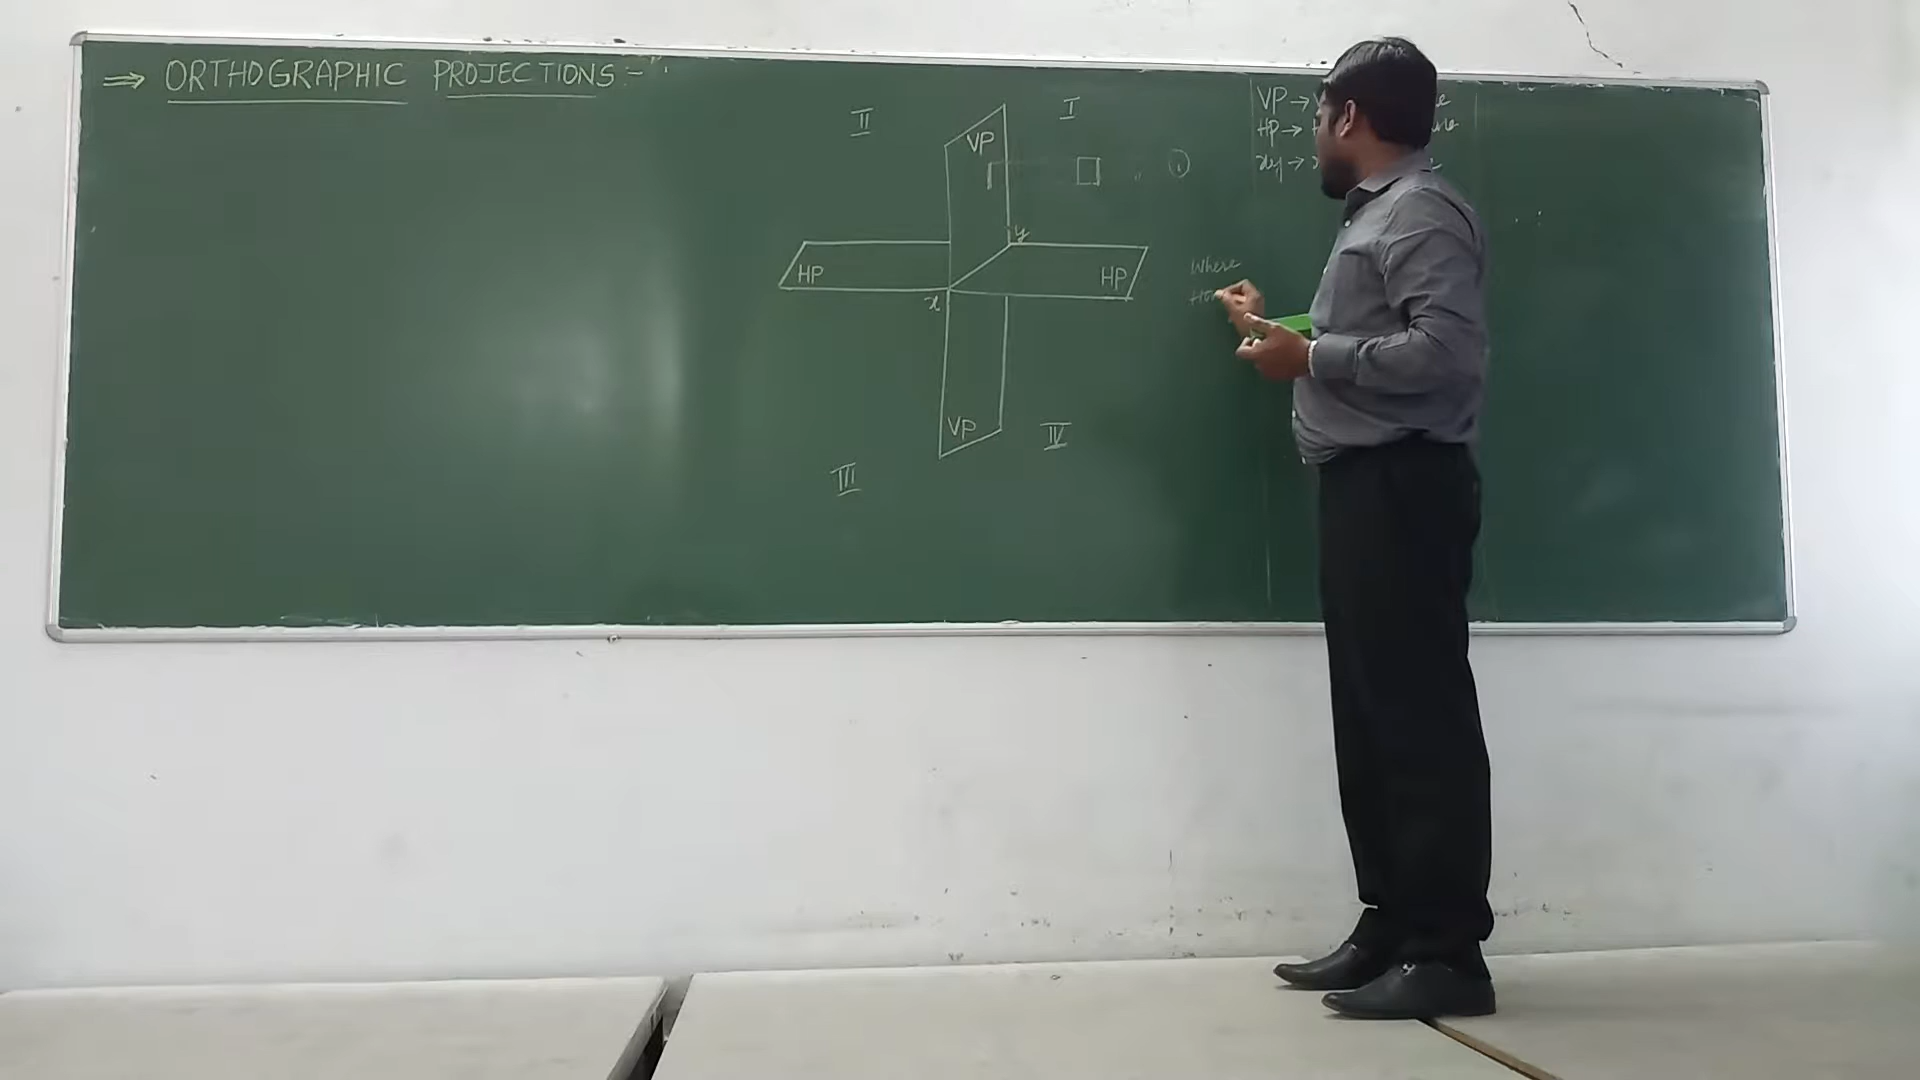 ⇒ ORTHOGRAPHIC PROJECTIONS -
II
I
VP
y
HP
HP
x
VP
IV
III
VP →
HP →
xy →
Where